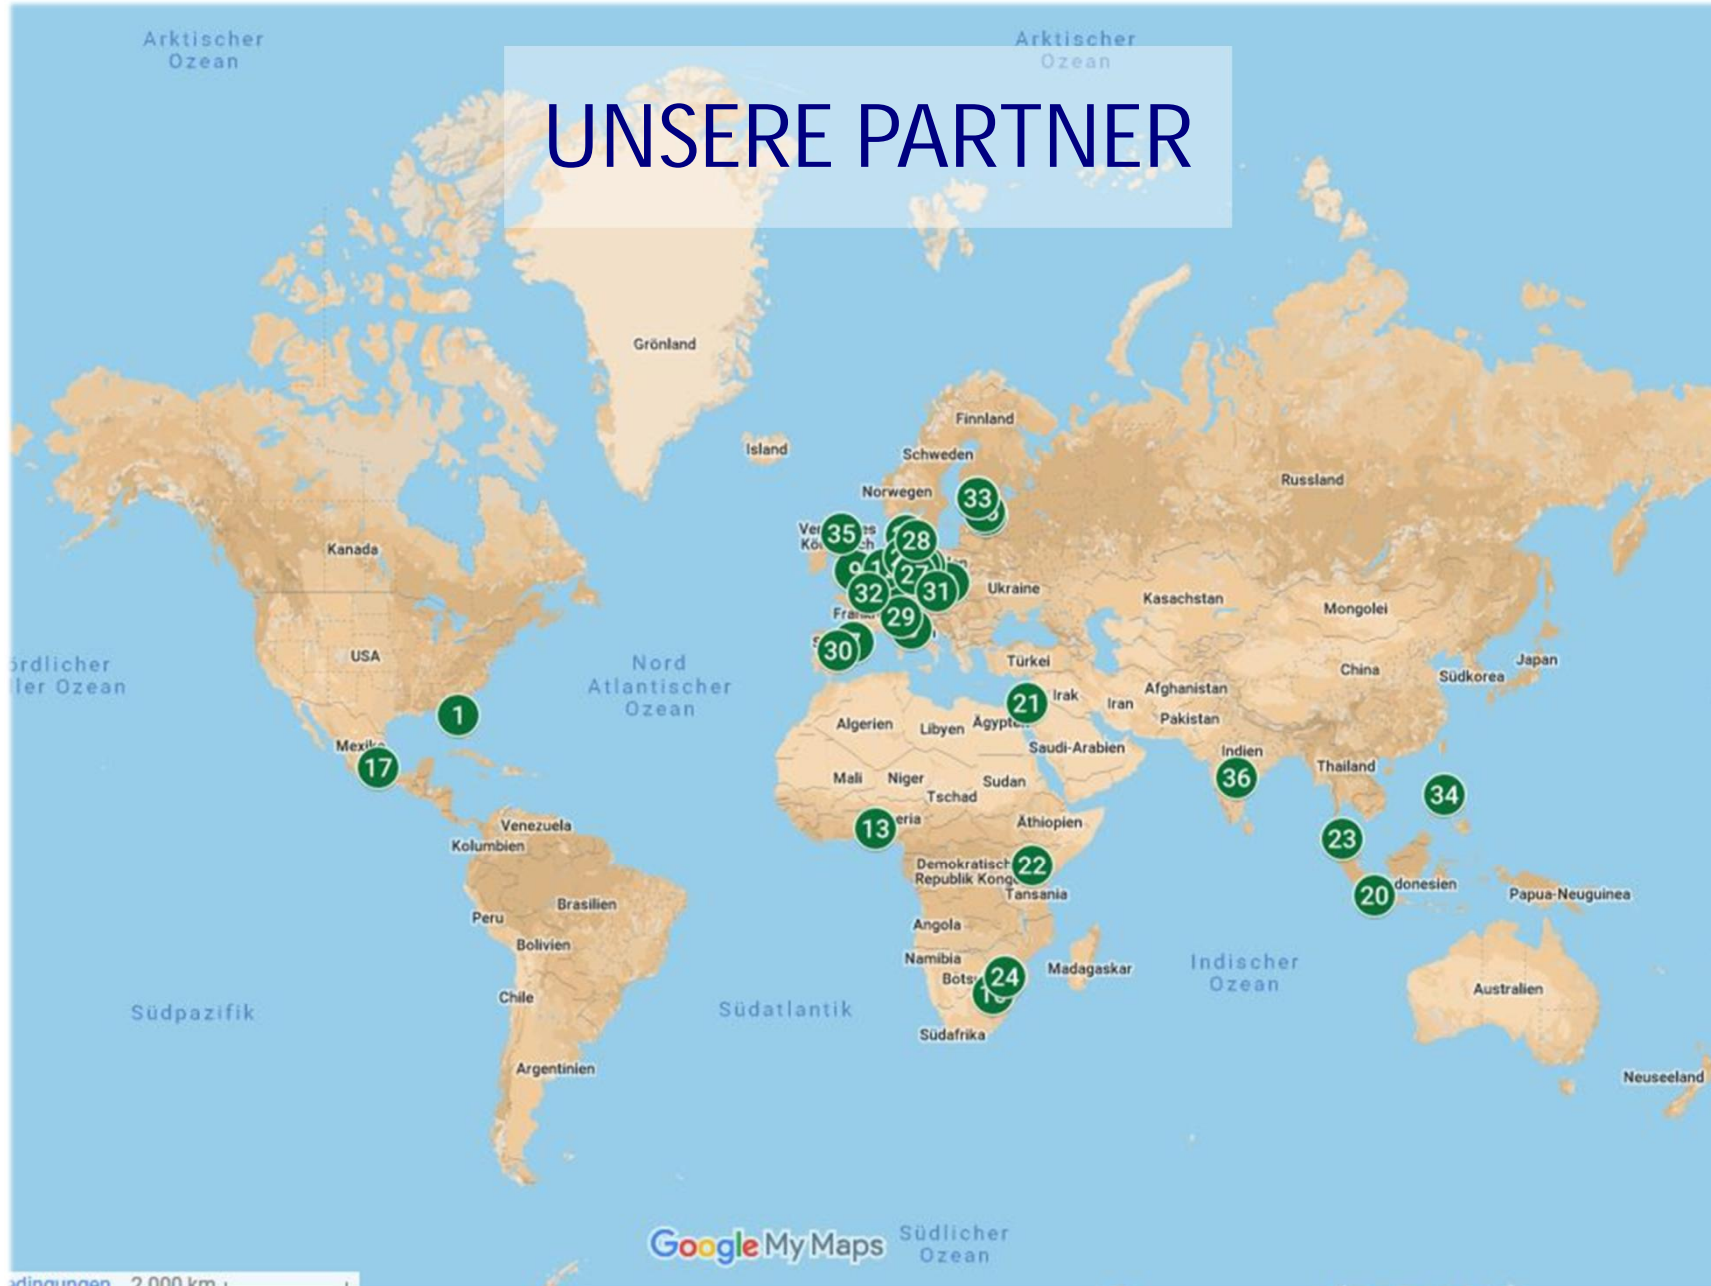 Arktischer
Ozean
Arktischer
Ozean
UNSERE PARTNER
Grönland
Finnland
Island
Schweden
Russland
Norwegen
33
35
28
Kanada
9
27
Ukraine
31
32
Kasachstan
Mongolei
29
30
USA
Nord
Atlantischer
Ozean
Türkei
Japan
China
Südkorea
Afghanistan
Irak
Iran
21
Pakistan
1
Algerien
Libyen
Saudi-Arabien
Indien
17
Mali
Niger
Sudan
Thailand
36
Tschad
34
Venezuela
13
Äthiopien
23
Kolumbien
22
Demokratisch
Republik Kong
Tansania
20
donesien
Papua-Neuguinea
Brasilien
Peru
Angola
Bolivien
Namibia
Indischer
Ozean
24
Madagaskar
Chile
Australien
Südpazifik
Südatlantik
Südafrika
Argentinien
Neuseeland
Google My Maps
Südlicher
Ozean
2.000 km